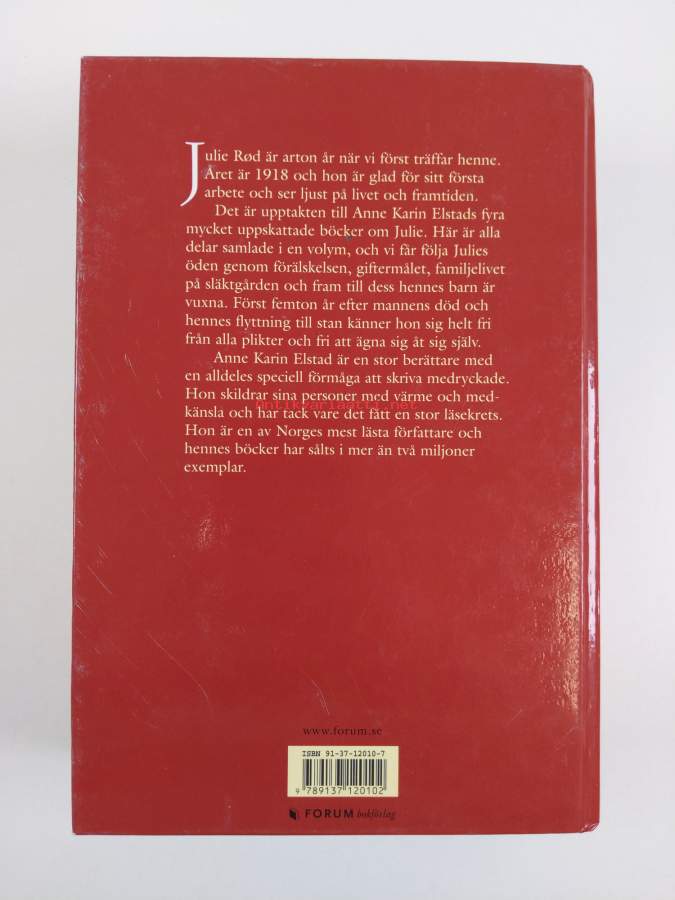 Julie Rød är arton år när vi först träffar henne.
Året är 1918 och hon är glad för sitt första
arbete och ser ljust på livet och framtiden.
Det är upptakten till Anne Karin Elstads fyra
mycket uppskattade böcker om Julie. Här är alla
delar samlade i en volym, och vi får följa Julies
öden genom förälskelsen, giftermålet, familjelivet
på släktgården och fram till dess hennes barn är
vuxna. Först femton år efter mannens död och
hennes flyttning till stan känner hon sig helt fri
från alla plikter och fri att ägna sig åt sig själv.
Anne Karin Elstad är en stor berättare med
en alldeles speciell förmåga att skriva medryckade.
Hon skildrar sina personer med värme och med-
känsla och har tack vare det fått en stor läsekrets.
antikvariaatti.net
Hon är en av Norges mest lästa författare och
hennes böcker har sålts i mer än två miljoner
exemplar.
www.forum.se
ISBN 91-37-12010-7
9 789137 120102
FORUM bokförlag